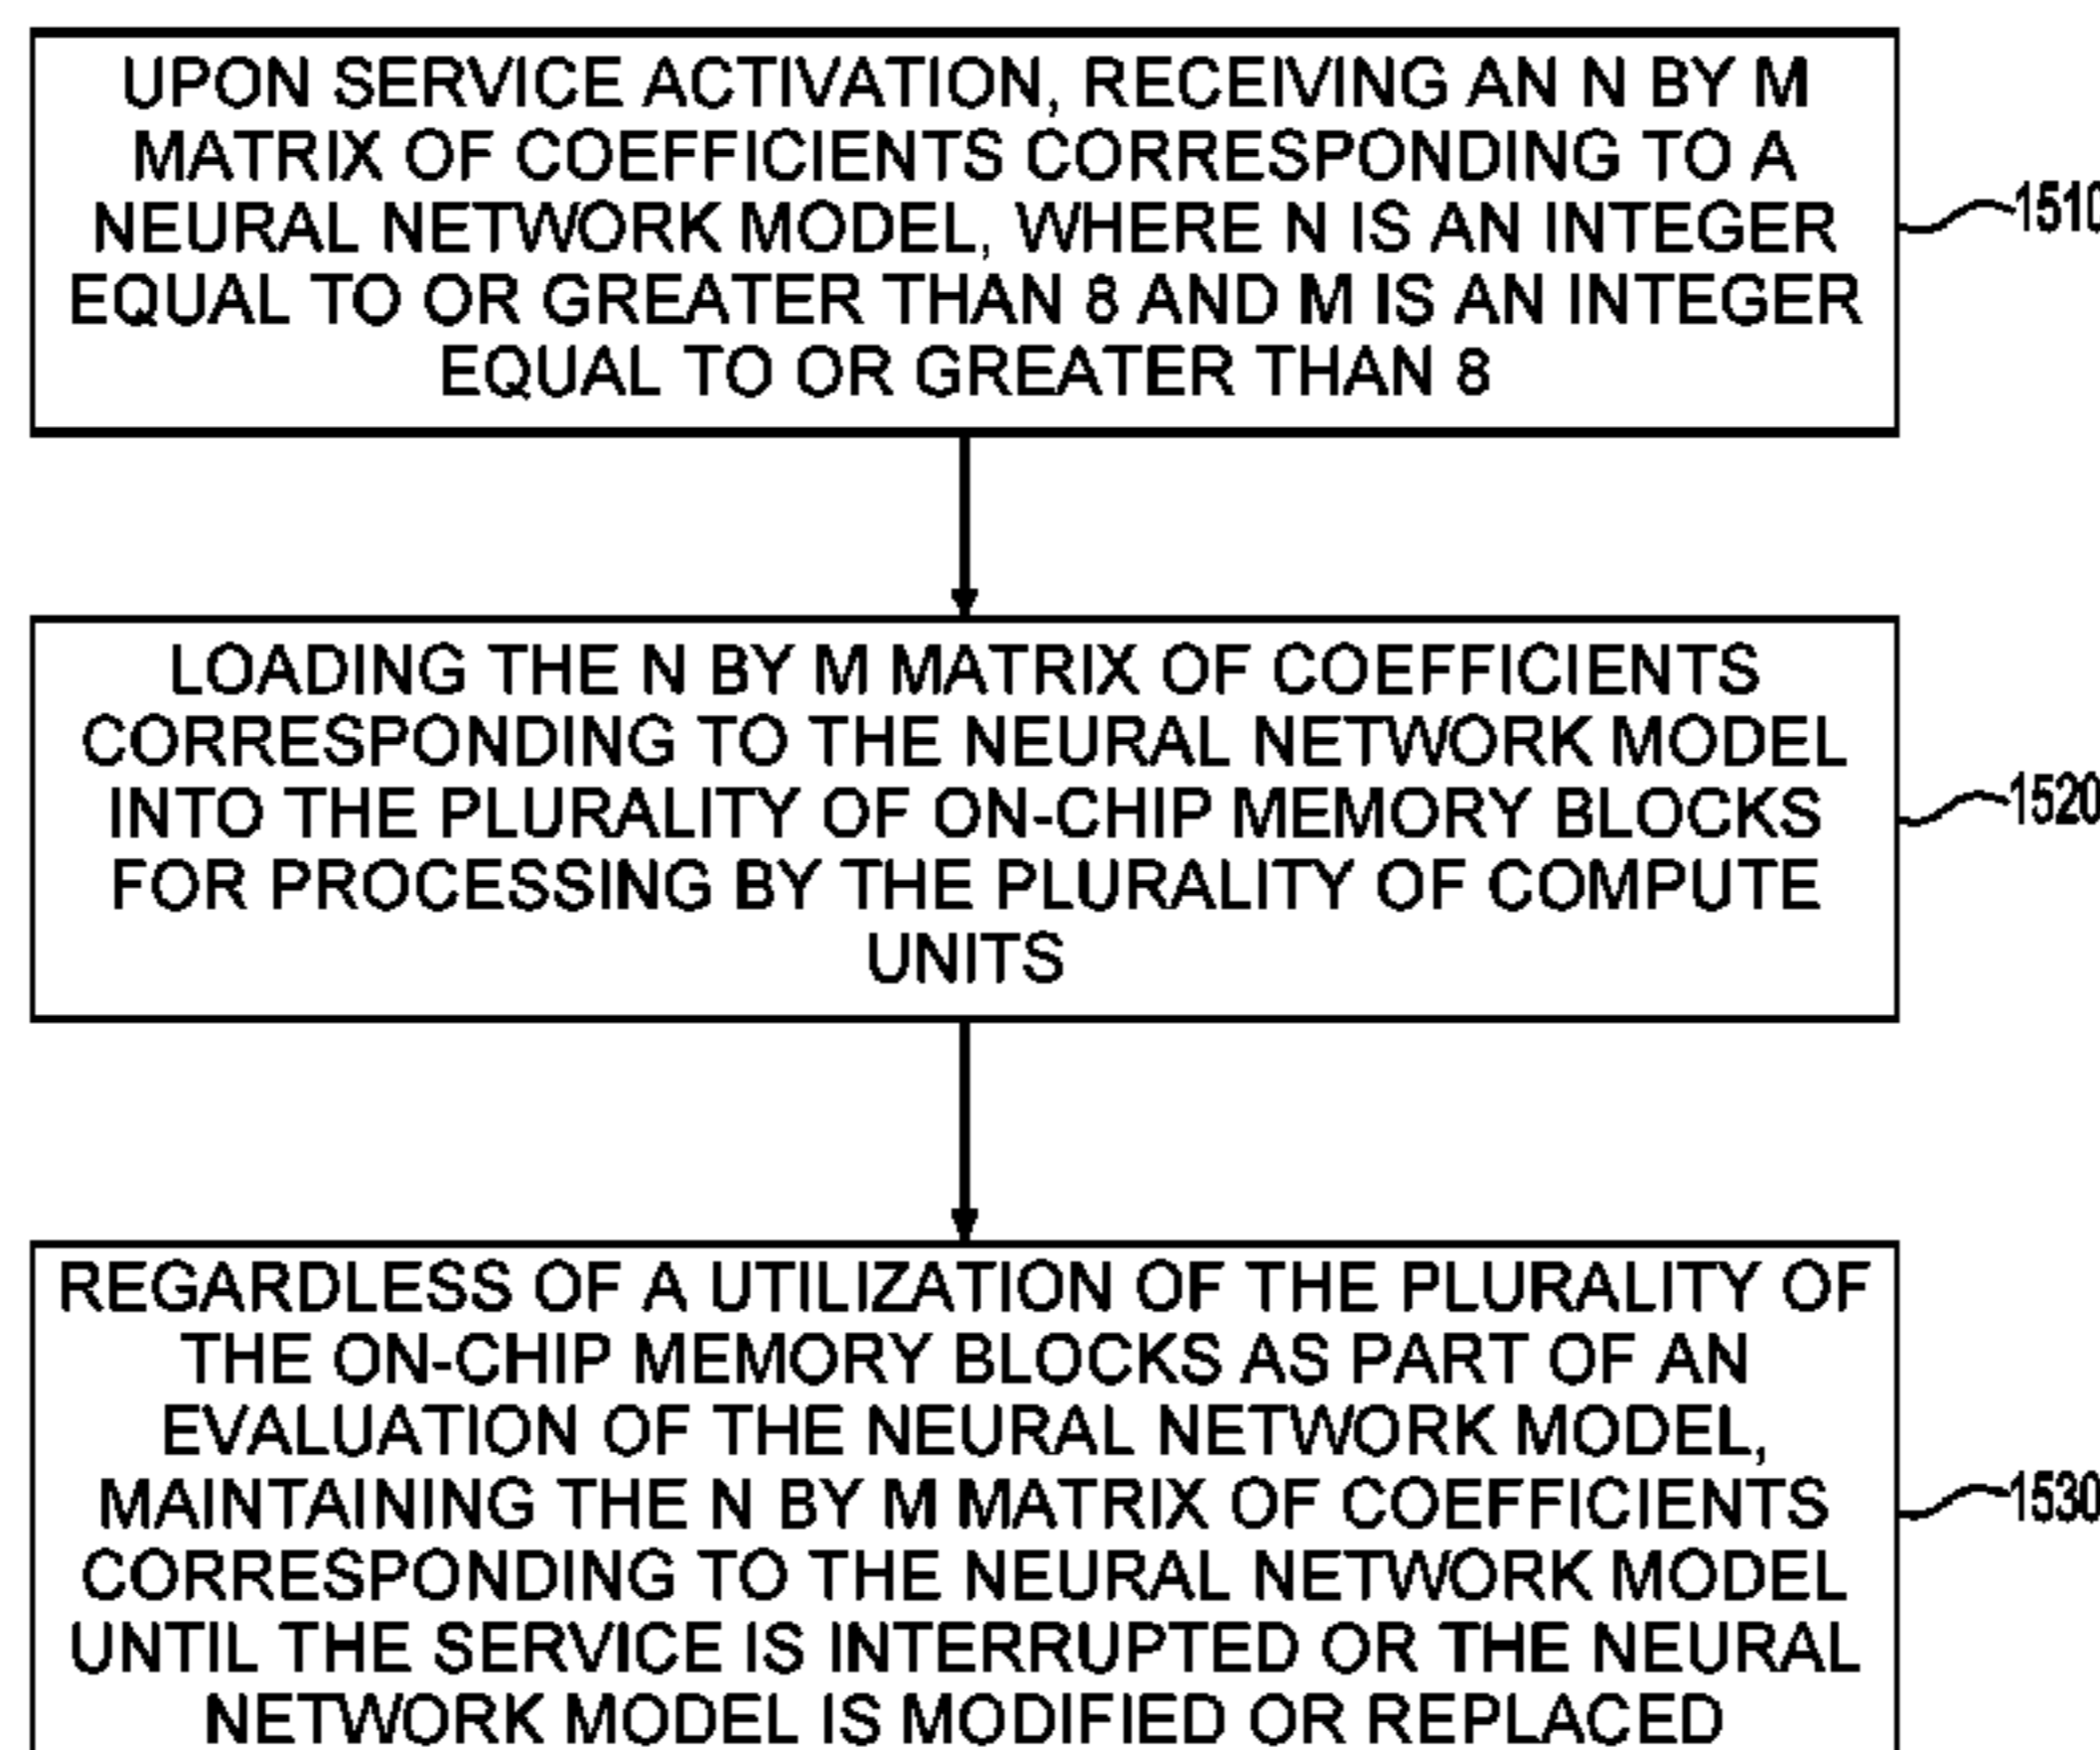 UPON SERVICE ACTIVATION, RECEIVING AN N BY M
MATRIX OF COEFFICIENTS CORRESPONDING TO A
NEURAL NETWORK MODEL, WHERE N IS AN INTEGER
EQUAL TO OR GREATER THAN 8 AND M IS AN INTEGER
EQUAL TO OR GREATER THAN 8
1510
LOADING THE N BY M MATRIX OF COEFFICIENTS
CORRESPONDING TO THE NEURAL NETWORK MODEL
INTO THE PLURALITY OF ON-CHIP MEMORY BLOCKS
FOR PROCESSING BY THE PLURALITY OF COMPUTE
UNITS
1520
REGARDLESS OF A UTILIZATION OF THE PLURALITY OF
THE ON-CHIP MEMORY BLOCKS AS PART OF AN
EVALUATION OF THE NEURAL NETWORK MODEL,
MAINTAINING THE N BY M MATRIX OF COEFFICIENTS
CORRESPONDING TO THE NEURAL NETWORK MODEL
UNTIL THE SERVICE IS INTERRUPTED OR THE NEURAL
NETWORK MODEL IS MODIFIED OR REPLACED
1530